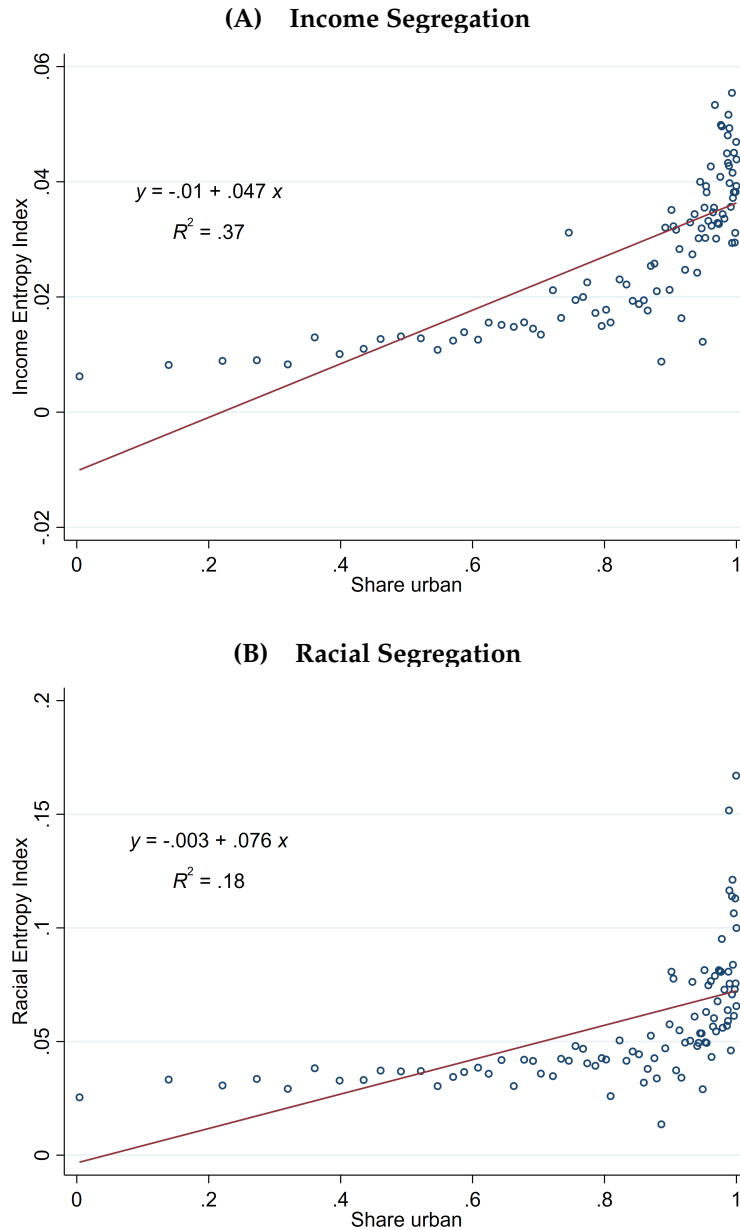 (A) Income Segregation
Income Entropy Index
.06
.04
.02
0
-.02
y = -.01 + .047 x
R² = .37
0 .2 .4 .6 .8 1
Share urban
(B) Racial Segregation
Racial Entropy Index
.2
.15
.1
.05
0
y = -.003 + .076 x
R² = .18
0 .2 .4 .6 .8 1
Share urban